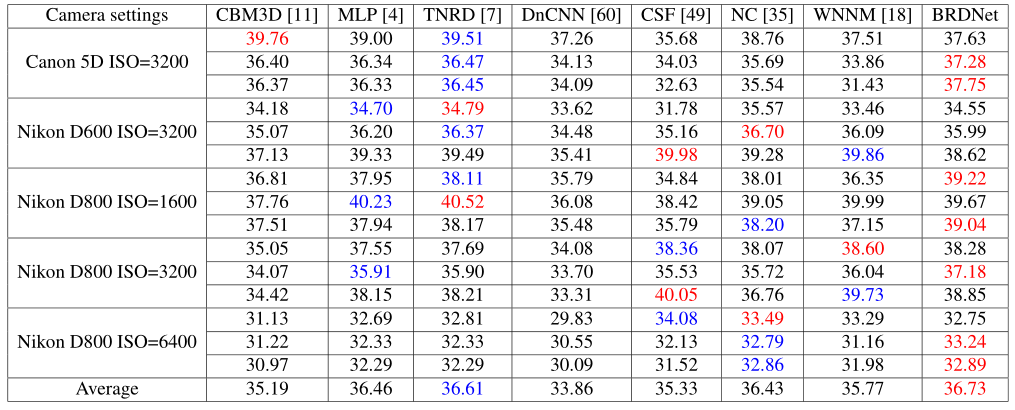 Camera settings CBM3D [11] MLP [4] TNRD [7] DnCNN [60] CSF [49] NC [35] WNNM [18] BRDNet
39.76 39.00 39.51 37.26 35.68 38.76 37.51 37.63
Canon 5D ISO=3200 36.40 36.34 36.47 34.13 34.03 35.69 33.86 37.28
36.37 36.33 36.45 34.09 32.63 35.54 31.43 37.75
34.18 34.70 34.79 33.62 31.78 35.57 33.46 34.55
Nikon D600 ISO=3200 35.07 36.20 36.37 34.48 35.16 36.70 36.09 35.99
37.13 39.33 39.49 35.41 39.98 39.28 39.86 38.62
36.81 37.95 38.11 35.79 34.84 38.01 36.35 39.22
Nikon D800 ISO=1600 37.76 40.23 40.52 36.08 38.42 39.05 39.99 39.67
37.51 37.94 38.17 35.48 35.79 38.20 37.15 39.04
35.05 37.55 37.69 34.08 38.36 38.07 38.60 38.28
Nikon D800 ISO=3200 34.07 35.91 35.90 33.70 35.53 35.72 36.04 37.18
34.42 38.15 38.21 33.31 40.05 36.76 39.73 38.85
31.13 32.69 32.81 29.83 34.08 33.49 33.29 32.75
Nikon D800 ISO=6400 31.22 32.33 32.33 30.55 32.13 32.79 31.16 33.24
30.97 32.29 32.29 30.09 31.52 32.86 31.98 32.89
Average 35.19 36.46 36.61 33.86 35.33 36.43 35.77 36.73